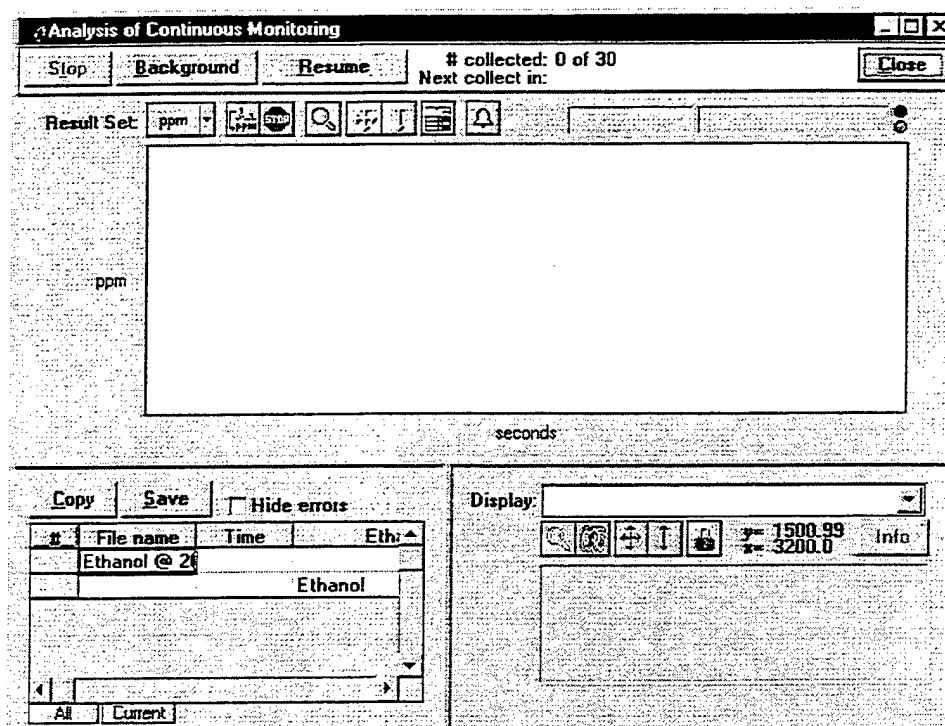 Analysis of Continuous Monitoring
Stop Background Resume # collected: 0 of 30 Close
Next collect in:
Result Set: ppm STOP
ppm
seconds
Copy Save Hide errors
Display:
# File name Time Eth
y= 1500.99
x= 3200.0
Info
Ethanol @ 20
Ethanol
All Current